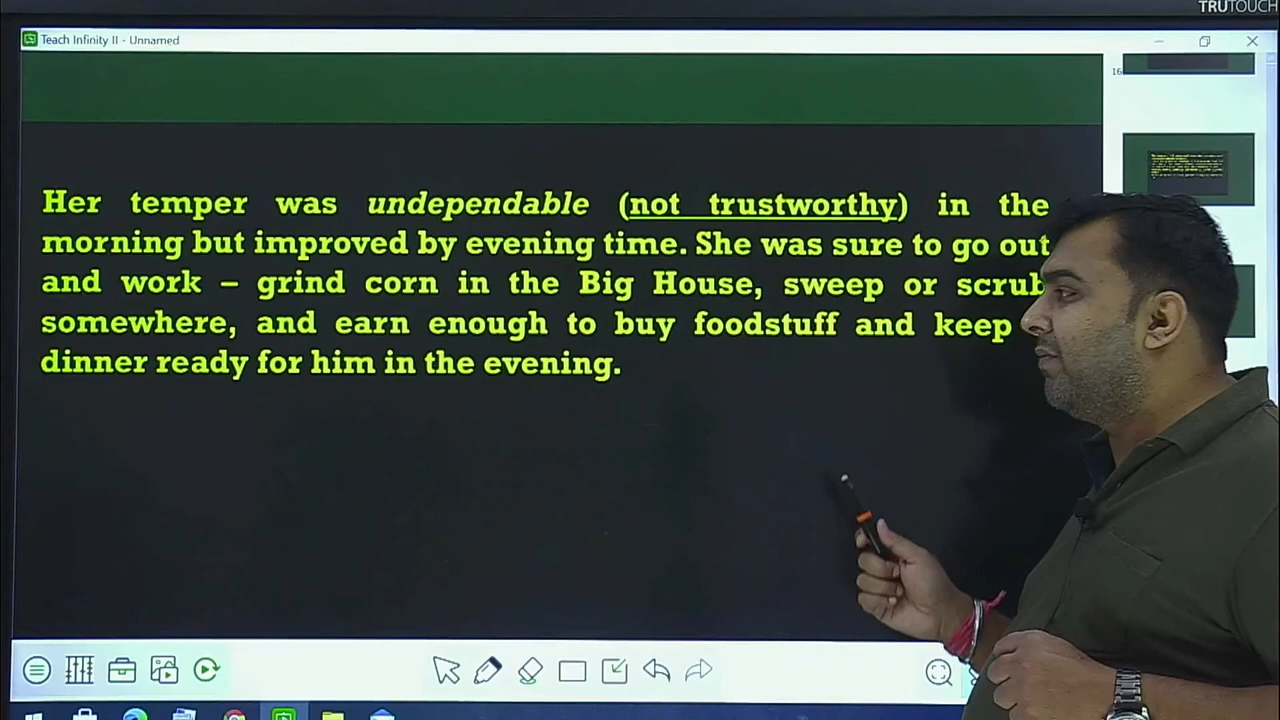 TRUTOUCH
Teach Infinity II - Unnamed
16
Her temper was undependable (not trustworthy) in the
morning but improved by evening time. She was sure to go out
and work – grind corn in the Big House, sweep or scrub
somewhere, and earn enough to buy foodstuff and keep
dinner ready for him in the evening.